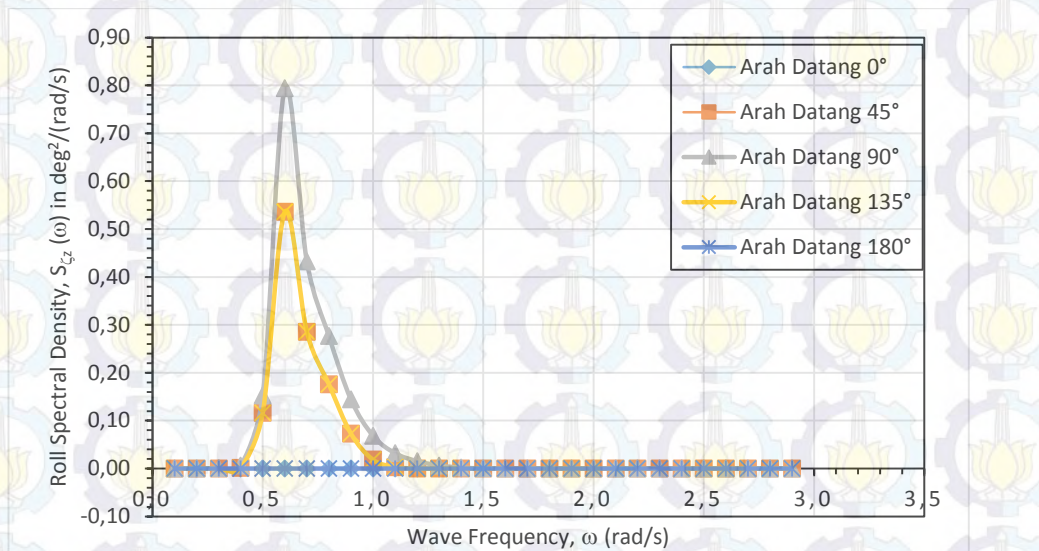 0,90
0,80
0,70
0,60
0,50
0,40
0,30
0,20
0,10
0,00
-0,10
Roll Spectral Density, Sζz (ω) in deg²/(rad/s)
Arah Datang 0°
Arah Datang 45°
Arah Datang 90°
Arah Datang 135°
Arah Datang 180°
0,0 0,5 1,0 1,5 2,0 2,5 3,0 3,5
Wave Frequency, ω (rad/s)